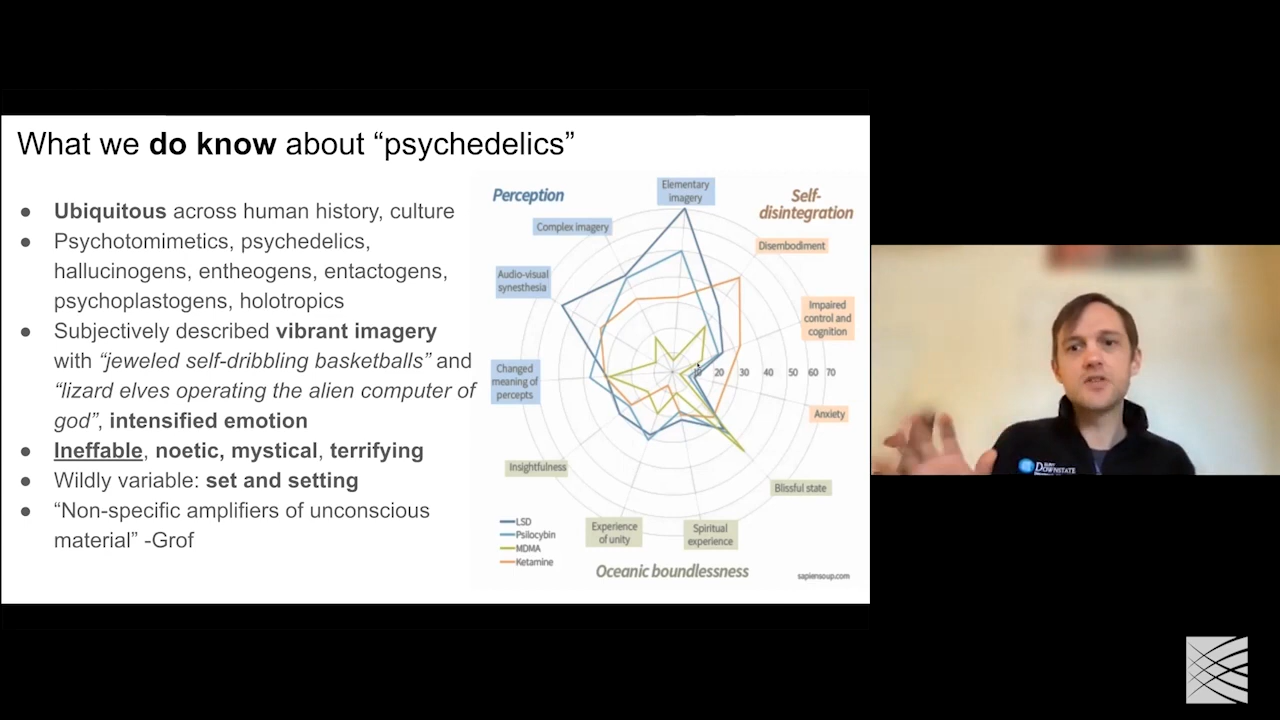 What we do know about “psychedelics”
● Ubiquitous across human history, culture
● Psychotomimetics, psychedelics,
hallucinogens, entheogens, entactogens,
psychoplastogens, holotropics
● Subjectively described vibrant imagery
with “jeweled self-dribbling basketballs” and
“lizard elves operating the alien computer of
god”, intensified emotion
● Ineffable, noetic, mystical, terrifying
● Wildly variable: set and setting
● “Non-specific amplifiers of unconscious
material” -Grof
Perception
Elementary
imagery
Self-
disintegration
Complex imagery
Disembodiment
Audio-visual
synesthesia
Impaired
control and
cognition
Changed
meaning of
percepts
10 20 30 40 50 60 70
Anxiety
Insightfulness
Blissful state
Experience
of unity
Spiritual
experience
LSD
Psilocybin
MDMA
Ketamine
Oceanic boundlessness
sapiensoup.com
DOWNSTATE